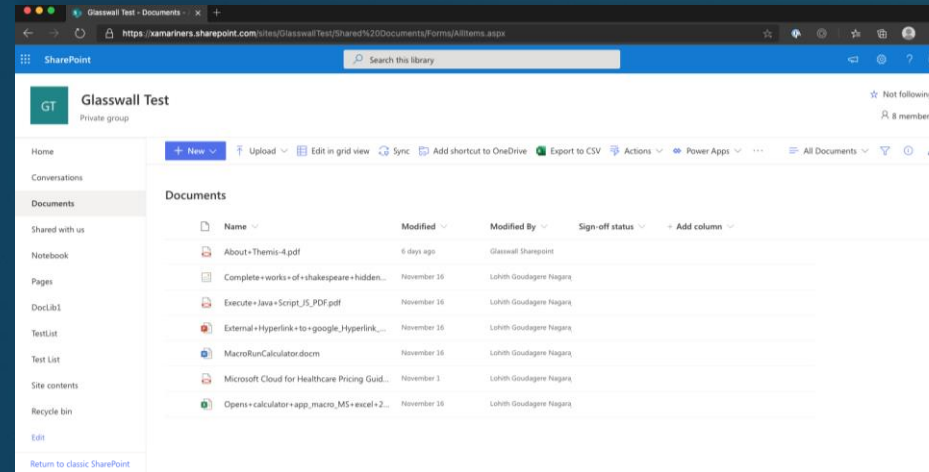 Glasswall Test - Documents -
https://xamariners.sharepoint.com/sites/GlasswallTest/Shared%20Documents/Forms/AllItems.aspx
SharePoint
Search this library
GT
Glasswall Test
Private group
Not following
8 member
Home
Conversations
Documents
Shared with us
Notebook
Pages
DocLib1
TestList
Test List
Site contents
Recycle bin
Edit
Return to classic SharePoint
+ New Upload Edit in grid view Sync Add shortcut to OneDrive Export to CSV Actions Power Apps ... All Documents
Documents
Name Modified Modified By Sign-off status + Add column
About+Themis-4.pdf 6 days ago Glasswall Sharepoint
Complete+works+of+shakespeare+hidden... November 16 Lohith Goudagere Nagaraj
Execute+Java+Script_JS_PDF.pdf November 16 Lohith Goudagere Nagaraj
External+Hyperlink+to+google_Hyperlink_... November 16 Lohith Goudagere Nagaraj
MacroRunCalculator.docm November 16 Lohith Goudagere Nagaraj
Microsoft Cloud for Healthcare Pricing Guid... November 1 Lohith Goudagere Nagaraj
Opens+calculator+app_macro_MS+excel+2... November 16 Lohith Goudagere Nagaraj